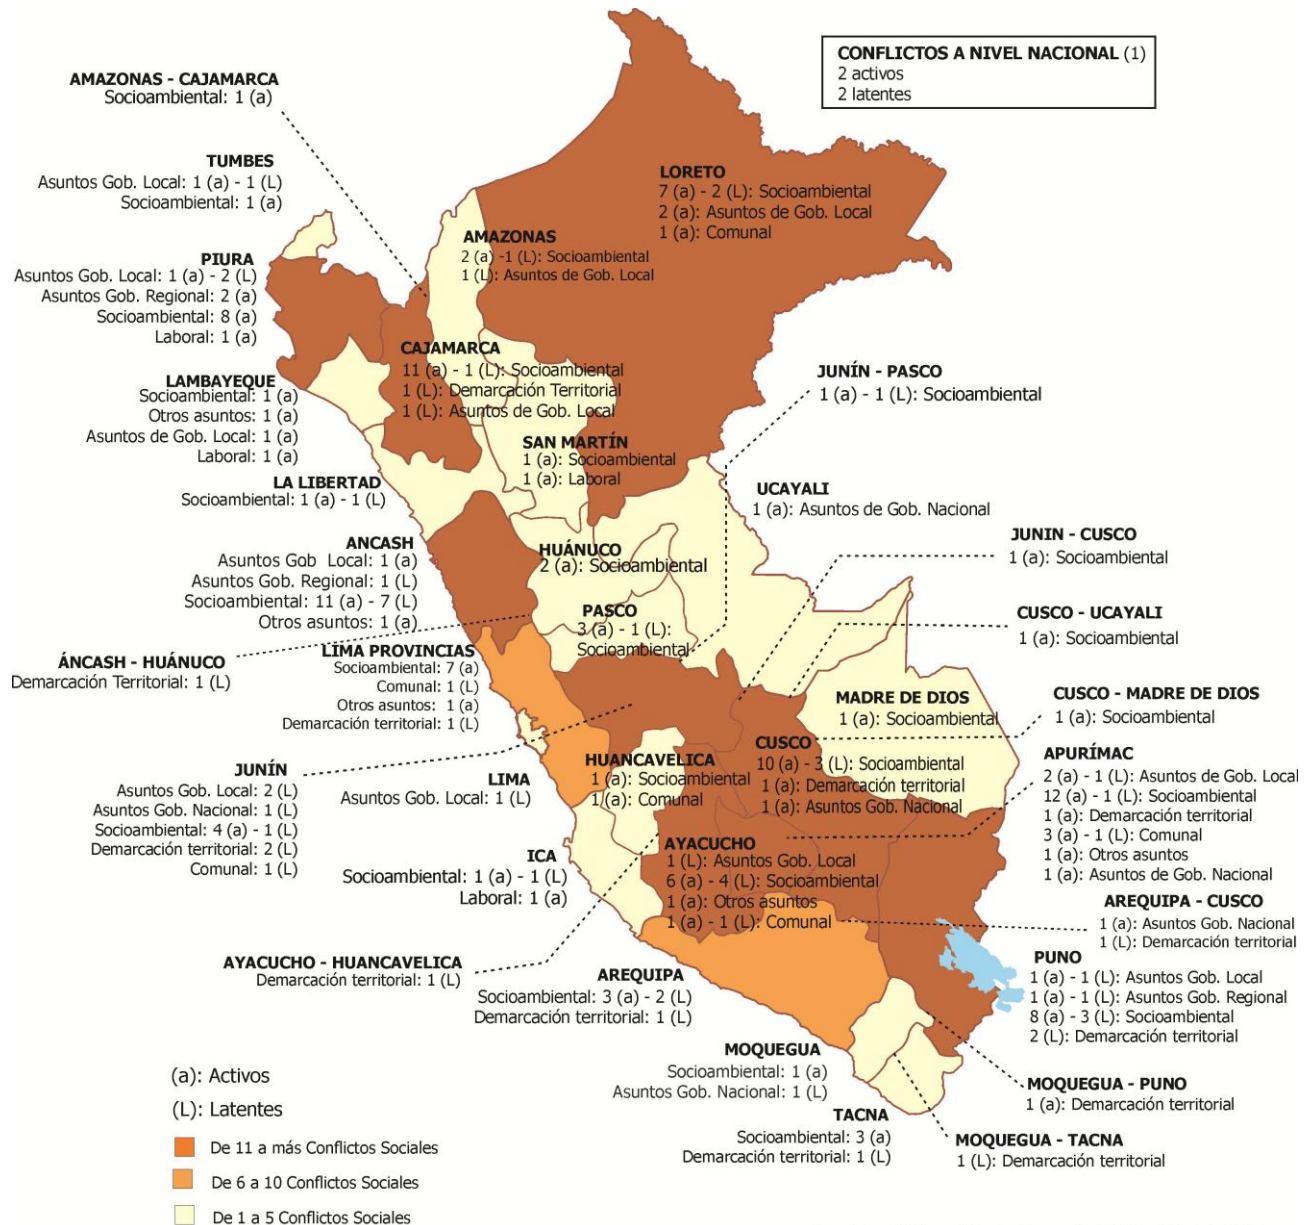 CONFLICTOS A NIVEL NACIONAL (1)
2 activos
2 latentes
AMAZONAS - CAJAMARCA
Socioambiental: 1 (a)
TUMBES
Asuntos Gob. Local: 1 (a) - 1 (L)
Socioambiental: 1 (a)
LORETO
7 (a) - 2 (L): Socioambiental
2 (a): Asuntos de Gob. Local
1 (a): Comunal
AMAZONAS
2 (a) -1 (L): Socioambiental
1 (L): Asuntos de Gob. Local
PIURA
Asuntos Gob. Local: 1 (a) - 2 (L)
Asuntos Gob. Regional: 2 (a)
Socioambiental: 8 (a)
Laboral: 1 (a)
CAJAMARCA
11 (a) - 1 (L): Socioambiental
1 (L): Demarcación Territorial
1 (L): Asuntos de Gob. Local
JUNÍN - PASCO
1 (a) - 1 (L): Socioambiental
LAMBAYEQUE
Socioambiental: 1 (a)
Otros asuntos: 1 (a)
Asuntos de Gob. Local: 1 (a)
Laboral: 1 (a)
SAN MARTÍN
1 (a): Socioambiental
1 (a): Laboral
LA LIBERTAD
Socioambiental: 1 (a) - 1 (L)
UCAYALI
1 (a): Asuntos de Gob. Nacional
JUNIN - CUSCO
1 (a): Socioambiental
ANCASH
Asuntos Gob Local: 1 (a)
Asuntos Gob. Regional: 1 (L)
Socioambiental: 11 (a) - 7 (L)
Otros asuntos: 1 (a)
HUÁNUCO
2 (a): Socioambiental
PASCO
3 (a) - 1 (L):
Socioambiental
CUSCO - UCAYALI
1 (a): Socioambiental
ÁNCASH - HUÁNUCO
Demarcación Territorial: 1 (L)
LIMA PROVINCIAS
Socioambiental: 7 (a)
Comunal: 1 (L)
Otros asuntos: 1 (a)
Demarcación territorial: 1 (L)
MADRE DE DIOS
1 (a): Socioambiental
CUSCO - MADRE DE DIOS
1 (a): Socioambiental
JUNÍN
Asuntos Gob. Local: 2 (L)
Asuntos Gob. Nacional: 1 (L)
Socioambiental: 4 (a) - 1 (L)
Demarcación territorial: 2 (L)
Comunal: 1 (L)
LIMA
Asuntos Gob. Local: 1 (L)
HUANCAVELICA
1 (a): Socioambiental
1 (a): Comunal
CUSCO
10 (a) - 3 (L): Socioambiental
1 (a): Demarcación territorial
1 (a): Asuntos Gob. Nacional
APURÍMAC
2 (a) - 1 (L): Asuntos de Gob. Local
12 (a) - 1 (L): Socioambiental
1 (a): Demarcación territorial
3 (a) - 1 (L): Comunal
1 (a): Otros asuntos
1 (a): Asuntos de Gob. Nacional
ICA
Socioambiental: 1 (a) - 1 (L)
Laboral: 1 (a)
AYACUCHO
1 (L): Asuntos Gob. Local
6 (a) - 4 (L): Socioambiental
1 (a): Otros asuntos
1 (a) - 1 (L): Comunal
AREQUIPA - CUSCO
1 (a): Asuntos Gob. Nacional
1 (L): Demarcación territorial
AYACUCHO - HUANCAVELICA
Demarcación territorial: 1 (L)
AREQUIPA
Socioambiental: 3 (a) - 2 (L)
Demarcación territorial: 1 (L)
PUNO
1 (a) - 1 (L): Asuntos Gob. Local
1 (a) - 1 (L): Asuntos Gob. Regional
8 (a) - 3 (L): Socioambiental
2 (L): Demarcación territorial
MOQUEGUA
Socioambiental: 1 (a)
Asuntos Gob. Nacional: 1 (L)
MOQUEGUA - PUNO
1 (a): Demarcación territorial
TACNA
Socioambiental: 3 (a)
Demarcación territorial: 1 (L)
MOQUEGUA - TACNA
1 (L): Demarcación territorial
(a): Activos
(L): Latentes
De 11 a más Conflictos Sociales
De 6 a 10 Conflictos Sociales
De 1 a 5 Conflictos Sociales